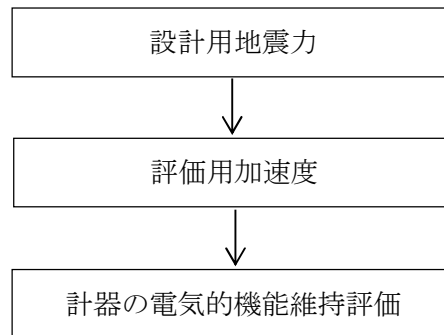 設計用地震力
評価用加速度
計器の電気的機能維持評価